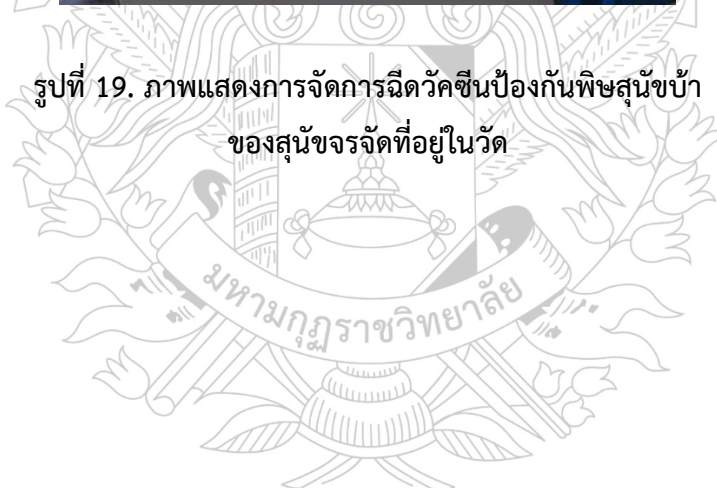 รูปที่ 19. ภาพแสดงการจัดการฉีดวัคซีนป้องกันพิษสุนัขบ้า
ของสุนัขจรจัดที่อยู่ในวัด
มหามกุฏราชวิทยาลัย